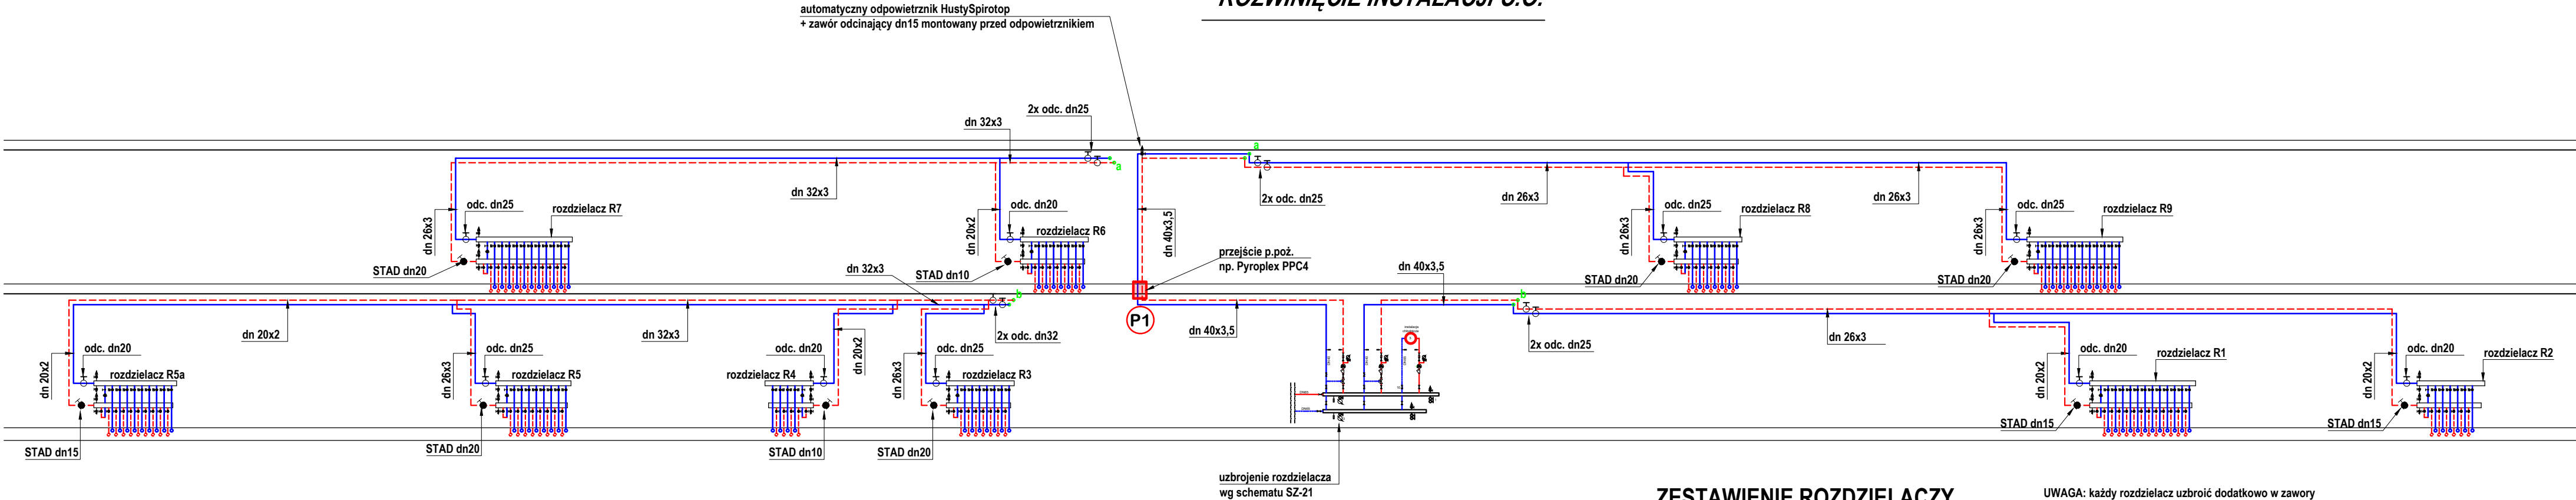 ROZWINIĘCIE INSTALACJI C.O.
automatyczny odpowietrznik HustySpirotop
+ zawór odcinający dn15 montowany przed odpowietrznikiem
2x odc. dn25
dn 32x3
a
a
dn 32x3
2x odc. dn25
dn 26x3
dn 26x3
odc. dn25
rozdzielacz R7
dn 26x3
STAD dn20
odc. dn20
rozdzielacz R6
dn 20x2
STAD dn10
dn 40x3,5
odc. dn25
rozdzielacz R8
dn 26x3
STAD dn20
odc. dn25
rozdzielacz R9
dn 26x3
STAD dn20
przejście p.poż.
np. Pyroplex PPC4
dn 32x3
dn 40x3,5
b
b
P1
dn 20x2
dn 32x3
2x odc. dn32
dn 40x3,5
2x odc. dn25
dn 26x3
odc. dn20
rozdzielacz R5a
dn 20x2
STAD dn15
odc. dn25
rozdzielacz R5
dn 26x3
STAD dn20
odc. dn20
rozdzielacz R4
dn 20x2
STAD dn10
odc. dn25
rozdzielacz R3
dn 26x3
STAD dn20
odc. dn20
rozdzielacz R1
dn 20x2
STAD dn15
odc. dn20
rozdzielacz R2
dn 20x2
STAD dn15
uzbrojenie rozdzielacza
wg schematu SZ-21
ZESTAWIENIE ROZDZIELACZY
UWAGA: każdy rozdzielacz uzbroić dodatkowo w zawory